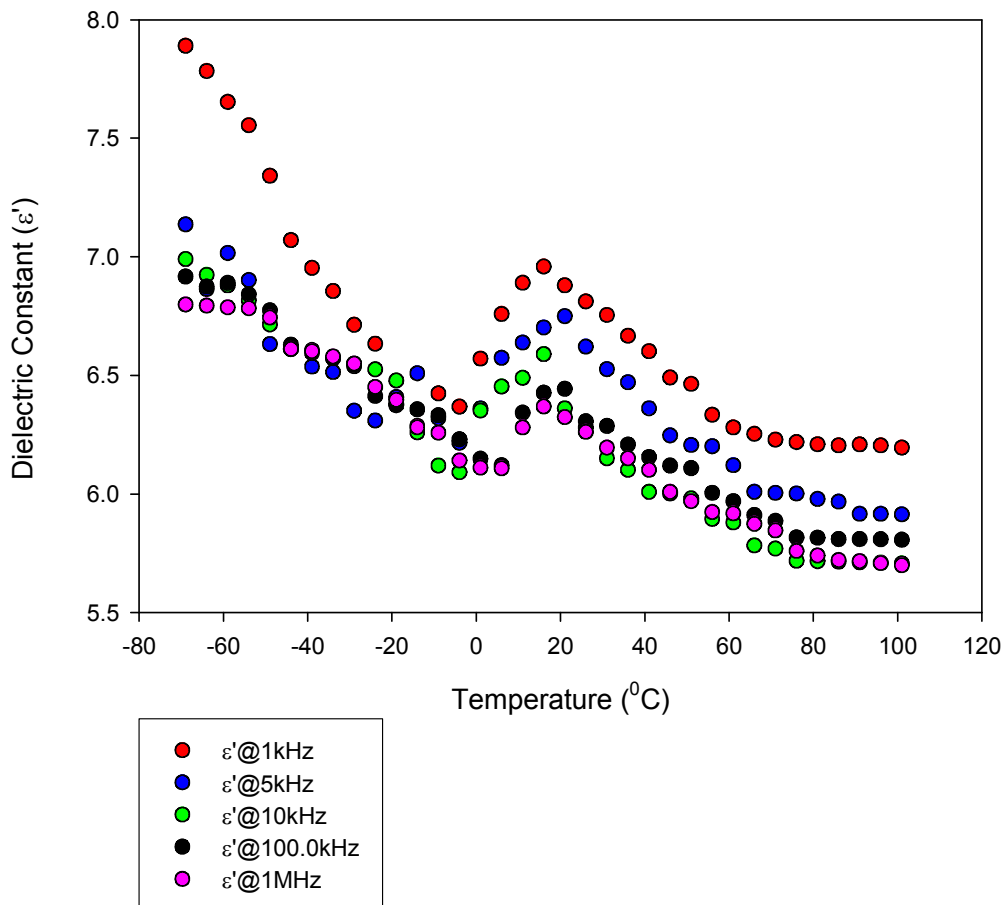 8.0
7.5
7.0
6.5
6.0
5.5
Dielectric Constant (ε')
-80 -60 -40 -20 0 20 40 60 80 100 120
Temperature (⁰C)
ε'@1kHz
ε'@5kHz
ε'@10kHz
ε'@100.0kHz
ε'@1MHz